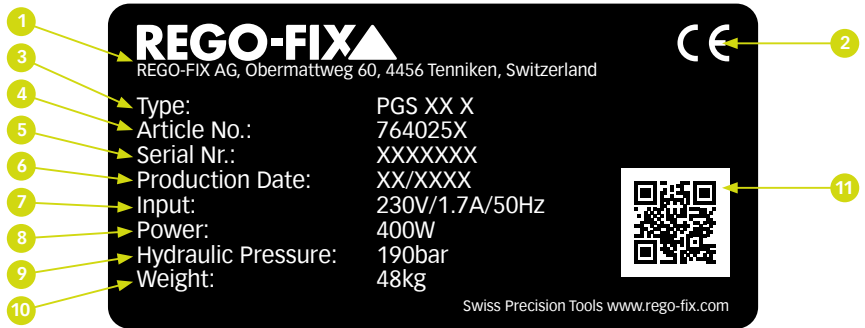 1
REGO-FIX
CE
2
REGO-FIX AG, Obermattweg 60, 4456 Tenniken, Switzerland
3
Type: PGS XX X
4
Article No.: 764025X
5
Serial Nr.: XXXXXXX
6
Production Date: XX/XXXX
7
Input: 230V/1.7A/50Hz
8
Power: 400W
9
Hydraulic Pressure: 190bar
10
Weight: 48kg
11
Swiss Precision Tools www.rego-fix.com